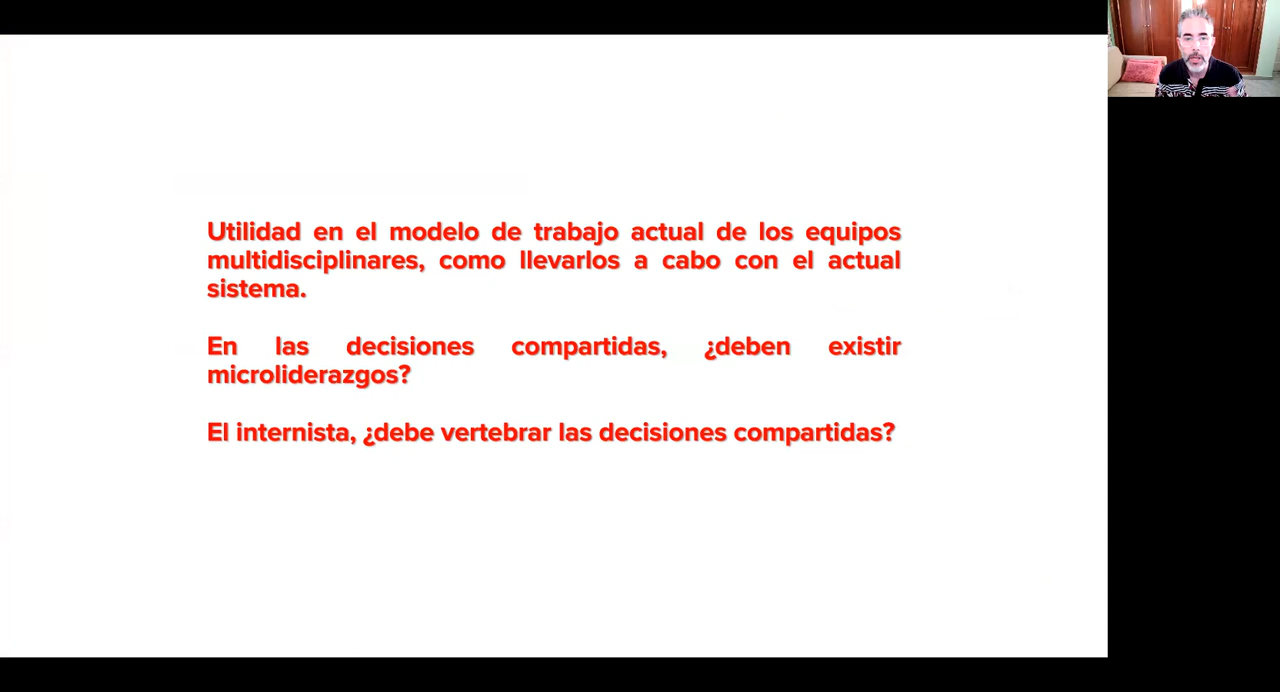 Utilidad en el modelo de trabajo actual de los equipos
multidisciplinares, como llevarlos a cabo con el actual
sistema.
En las decisiones compartidas, ¿deben existir
microliderazgos?
El internista, ¿debe vertebrar las decisiones compartidas?